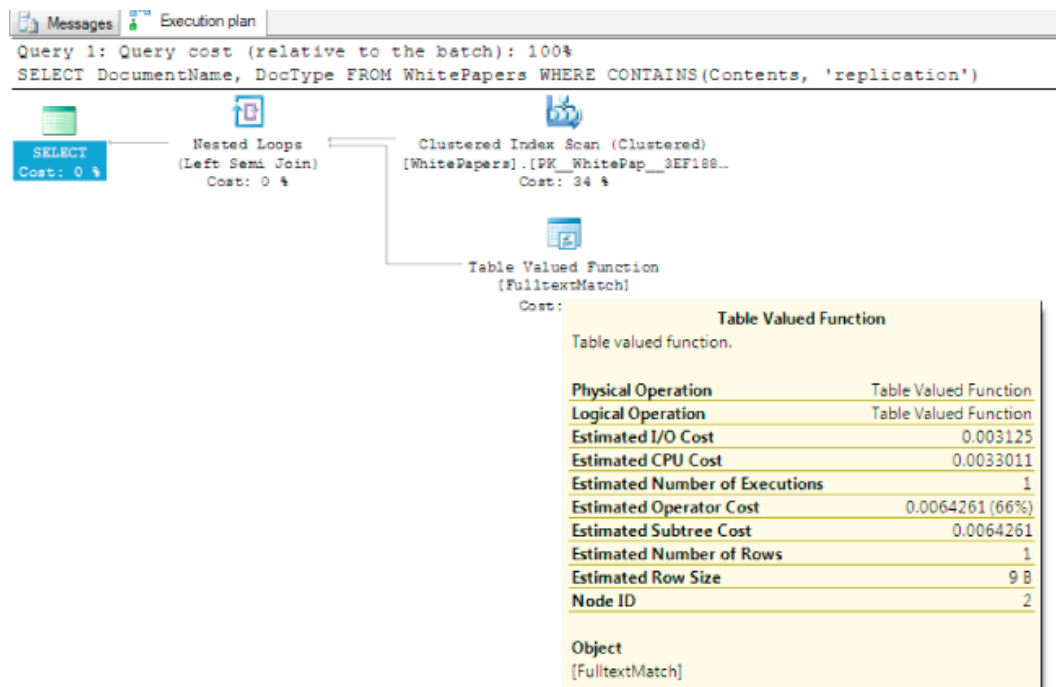 Messages Execution plan
Query 1: Query cost (relative to the batch): 100%
SELECT DocumentName, DocType FROM WhitePapers WHERE CONTAINS(Contents, 'replication')
SELECT
Cost: 0 %
Nested Loops
(Left Semi Join)
Cost: 0 %
Clustered Index Scan (Clustered)
[WhitePapers].[PK__WhitePap__3EF188…
Cost: 34 %
Table Valued Function
[FulltextMatch]
Cost:
Table Valued Function
Table valued function.
Physical Operation Table Valued Function
Logical Operation Table Valued Function
Estimated I/O Cost 0.003125
Estimated CPU Cost 0.0033011
Estimated Number of Executions 1
Estimated Operator Cost 0.0064261 (66%)
Estimated Subtree Cost 0.0064261
Estimated Number of Rows 1
Estimated Row Size 9 B
Node ID 2
Object
[FulltextMatch]